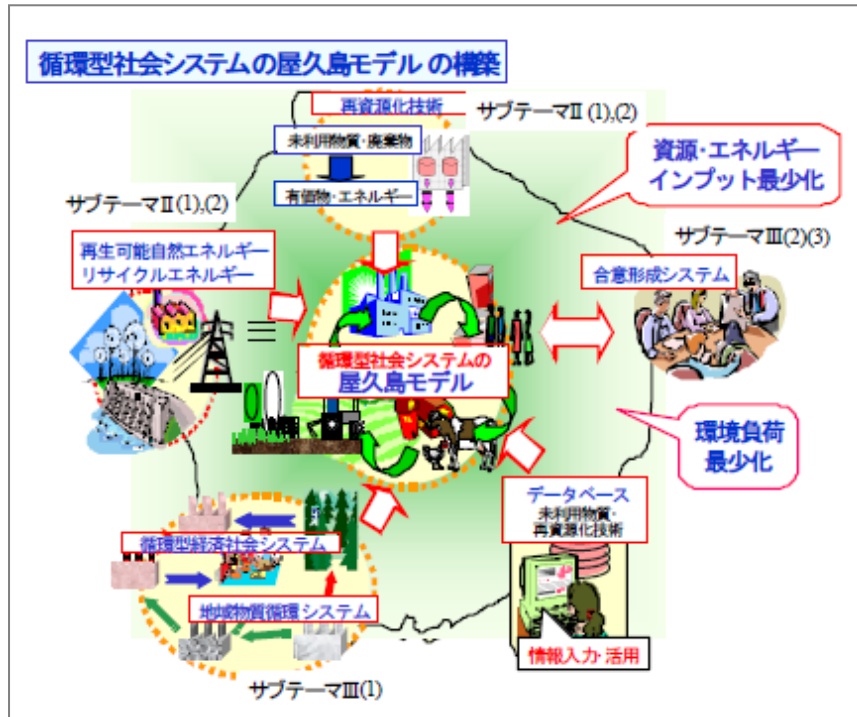 循環型社会システムの屋久島モデル の構築
再資源化技術
サブテーマⅡ (1),(2)
未利用物質・廃棄物
有価物・エネルギー
資源・エネルギー
インプット最少化
サブテーマⅡ(1),(2)
再生可能自然エネルギー
リサイクルエネルギー
サブテーマⅢ(2)(3)
合意形成システム
循環型社会システムの
屋久島モデル
環境負荷
最少化
データベース
未利用物質・
再資源化技術
循環型経済社会システム
地域物質循環システム
情報入力・活用
サブテーマⅢ(1)